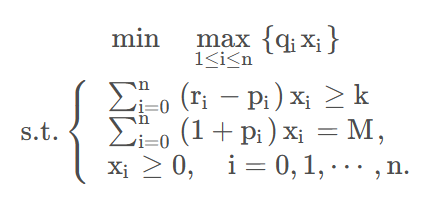 min max {qᵢxᵢ}
1≤i≤n
s.t. { ∑ⁿᵢ₌₀ (rᵢ − pᵢ) xᵢ ≥ k
∑ⁿᵢ₌₀ (1 + pᵢ) xᵢ = M,
xᵢ ≥ 0, i = 0, 1, ⋯ , n.